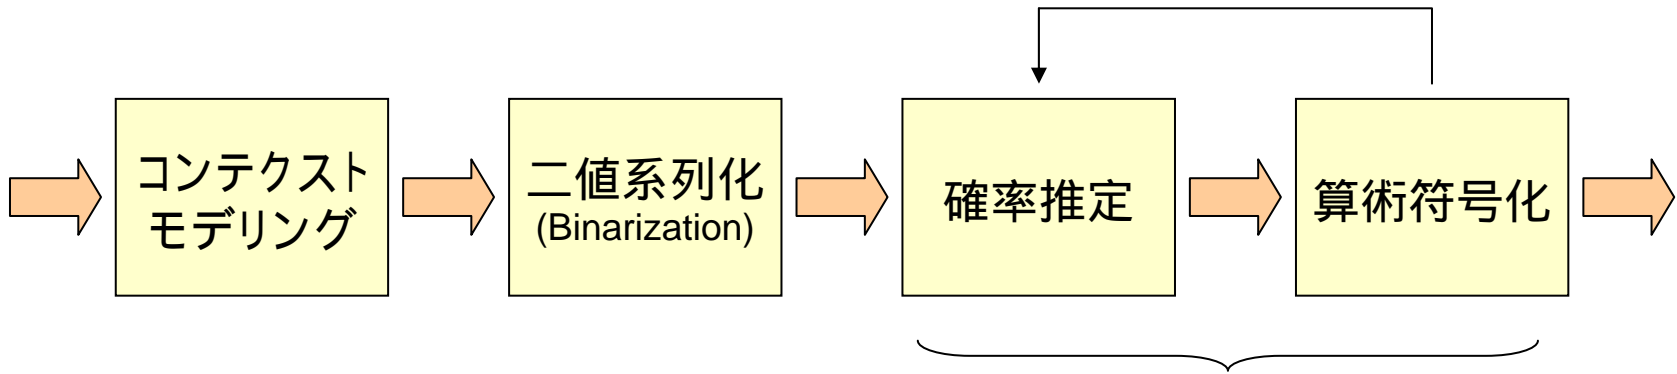 コンテクスト
モデリング
二値系列化
(Binarization)
確率推定
算術符号化